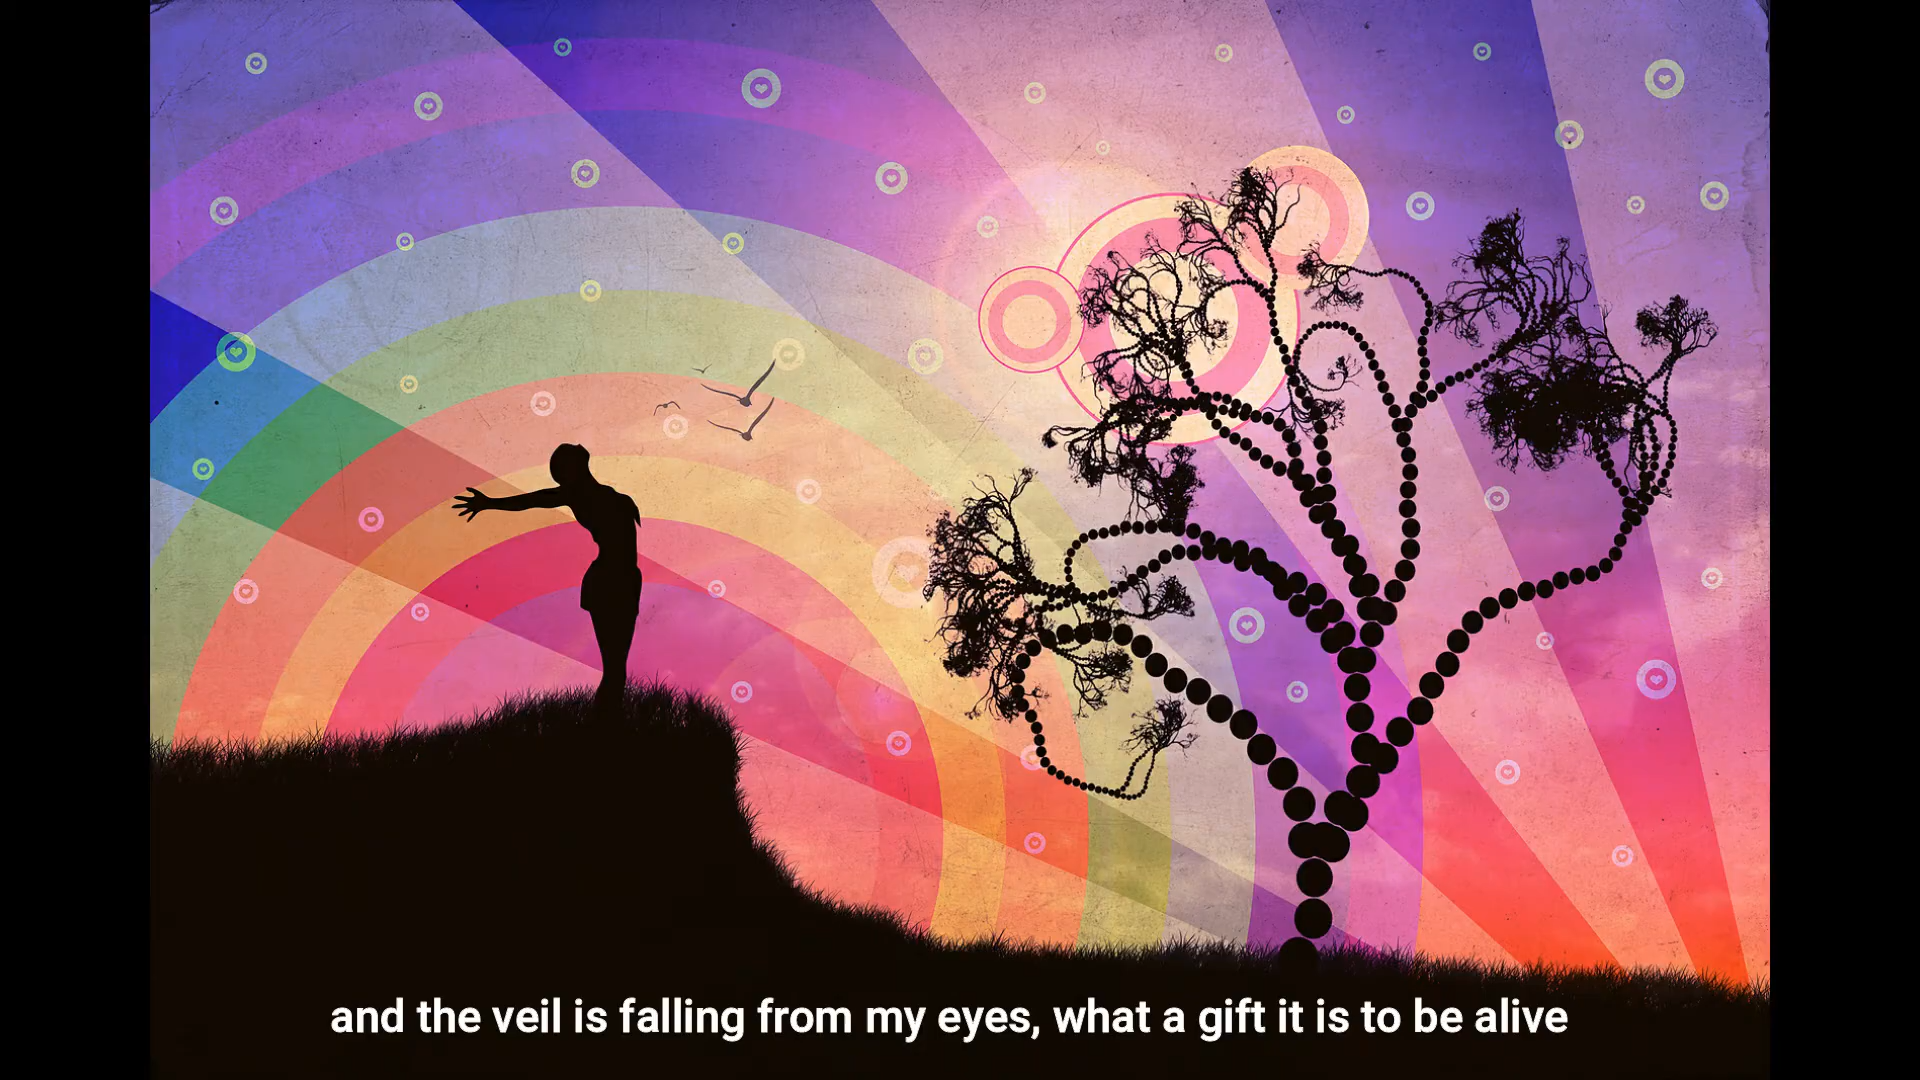 and the veil is falling from my eyes, what a gift it is to be alive